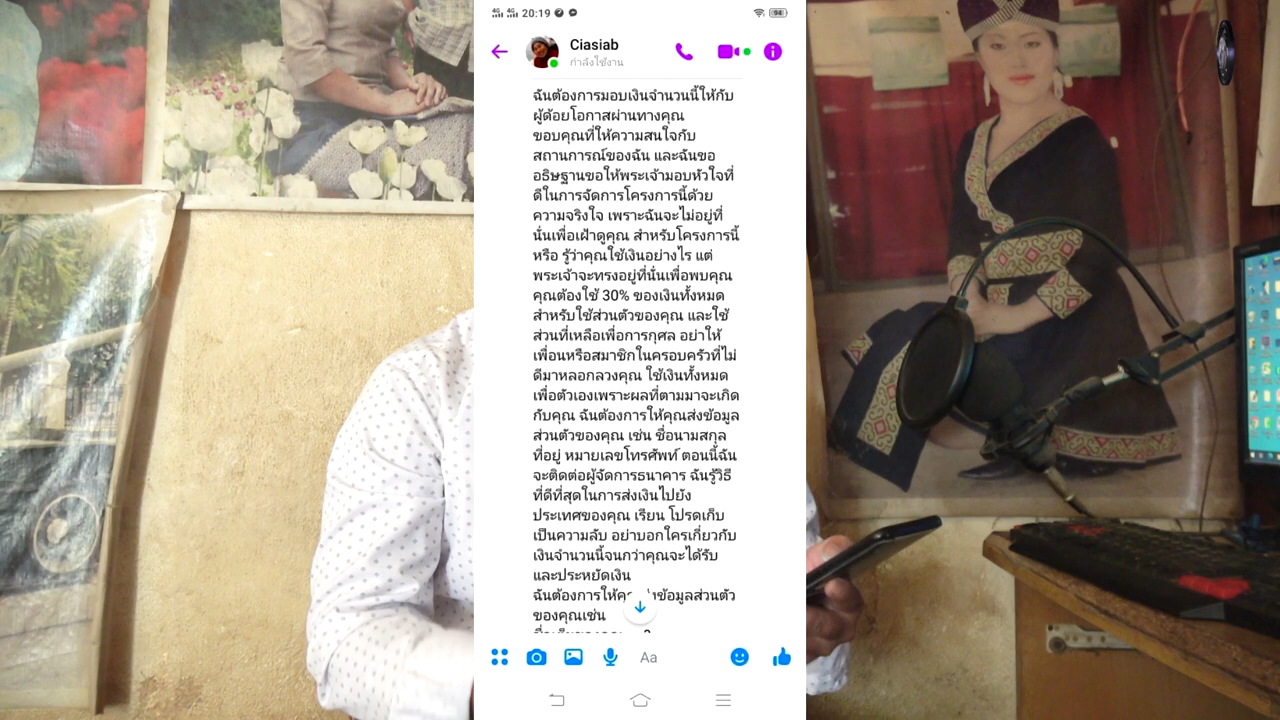 20:19
94
Ciasiab
กำลังใช้งาน
ฉันต้องการมอบเงินจำนวนนี้ให้กับ
ผู้ด้อยโอกาสผ่านทางคุณ
ขอบคุณที่ให้ความสนใจกับ
สถานการณ์ของฉัน และฉันขอ
อธิษฐานขอให้พระเจ้ามอบหัวใจที่
ดีในการจัดการโครงการนี้ด้วย
ความจริงใจ เพราะฉันจะไม่อยู่ที่
นั่นเพื่อเฝ้าดูคุณ สำหรับโครงการนี้
หรือ รู้ว่าคุณใช้เงินอย่างไร แต่
พระเจ้าจะทรงอยู่ที่นั่นเพื่อพบคุณ
คุณต้องใช้ 30% ของเงินทั้งหมด
สำหรับใช้ส่วนตัวของคุณ และใช้
ส่วนที่เหลือเพื่อการกุศล อย่าให้
เพื่อนหรือสมาชิกในครอบครัวที่ไม่
ดีมาหลอกลวงคุณ ใช้เงินทั้งหมด
เพื่อตัวเองเพราะผลที่ตามมาจะเกิด
กับคุณ ฉันต้องการให้คุณส่งข้อมูล
ส่วนตัวของคุณ เช่น ชื่อนามสกุล
ที่อยู่ หมายเลขโทรศัพท์ ตอนนี้ฉัน
จะติดต่อผู้จัดการธนาคาร ฉันรู้วิธี
ที่ดีที่สุดในการส่งเงินไปยัง
ประเทศของคุณ เรียน โปรดเก็บ
เป็นความลับ อย่าบอกใครเกี่ยวกับ
เงินจำนวนนี้จนกว่าคุณจะได้รับ
และประหยัดเงิน
ฉันต้องการให้คุณส่งข้อมูลส่วนตัว
ของคุณเช่น
Aa